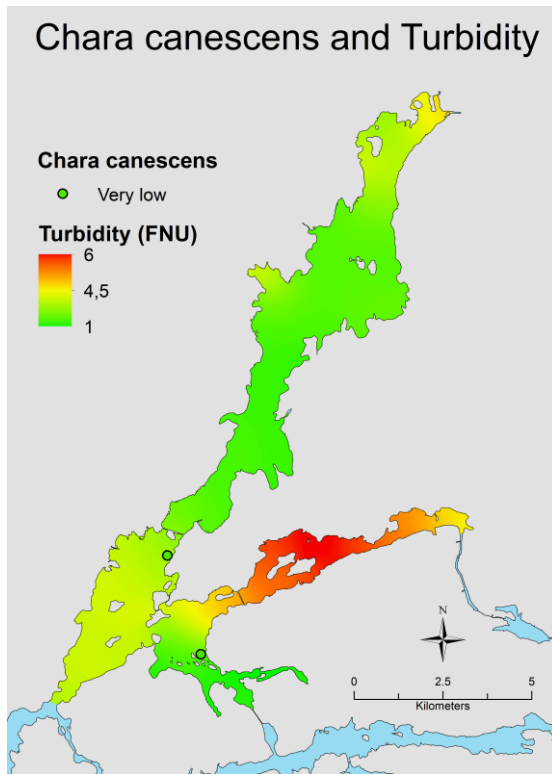 Chara canescens and Turbidity
Chara canescens
Very low
Turbidity (FNU)
6
4,5
1
N
0 2.5 5
Kilometers